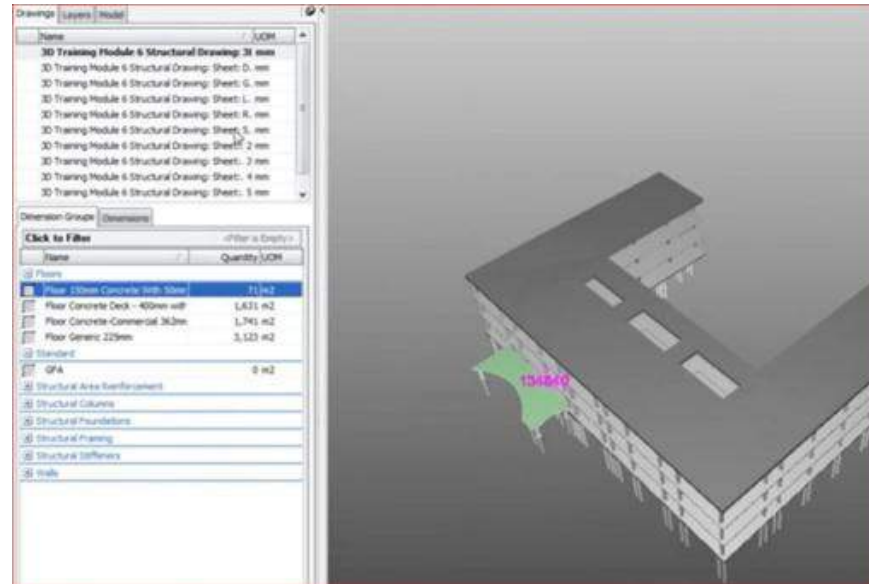 Drawings Layers Model
Name / UOM
3D Training Module 6 Structural Drawing: 3D mm
3D Training Module 6 Structural Drawing: Sheet: D. mm
3D Training Module 6 Structural Drawing: Sheet: G. mm
3D Training Module 6 Structural Drawing: Sheet: L. mm
3D Training Module 6 Structural Drawing: Sheet: R. mm
3D Training Module 6 Structural Drawing: Sheet: S. mm
3D Training Module 6 Structural Drawing: Sheet:. 2 mm
3D Training Module 6 Structural Drawing: Sheet:. 3 mm
3D Training Module 6 Structural Drawing: Sheet:. 4 mm
3D Training Module 6 Structural Drawing: Sheet:. 5 mm
Dimension Groups Dimensions
Click to Filter <Filter is Empty>
Name / Quantity UOM
Floors
Floor 150mm Concrete With 50mm 71 m2
Floor Concrete Deck - 400mm with 1,631 m2
Floor Concrete-Commercial 362mm 1,741 m2
Floor Generic 225mm 3,123 m2
Standard
GFA 0 m2
Structural Area Reinforcement
Structural Columns
Structural Foundations
Structural Framing
Structural Stiffeners
Walls
134840